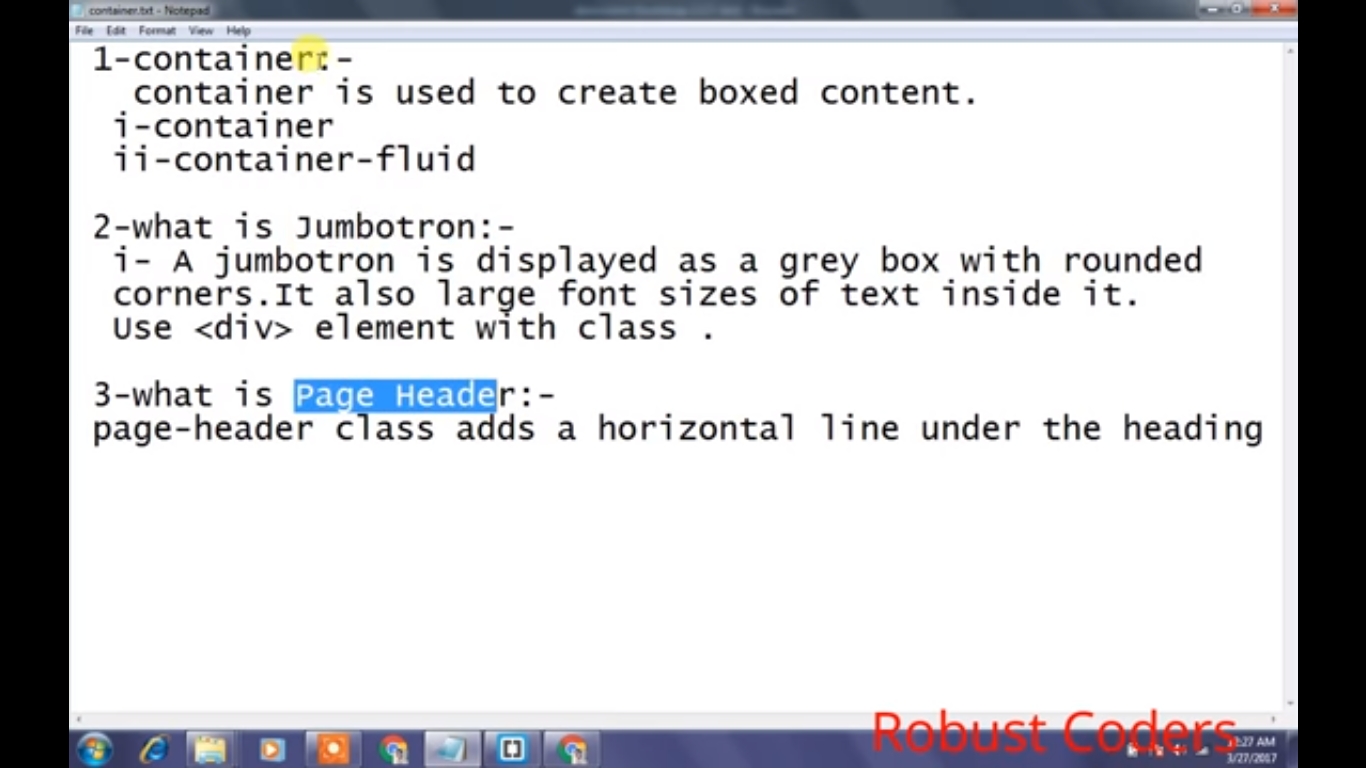 container.txt - Notepad
File Edit Format View Help
1-containerr:-
container is used to create boxed content.
i-container
ii-container-fluid
2-what is Jumbotron:-
i- A jumbotron is displayed as a grey box with rounded
corners.It also large font sizes of text inside it.
Use <div> element with class .
3-what is Page Header:-
page-header class adds a horizontal line under the heading
Robust Coders
:27 AM
3/27/2017